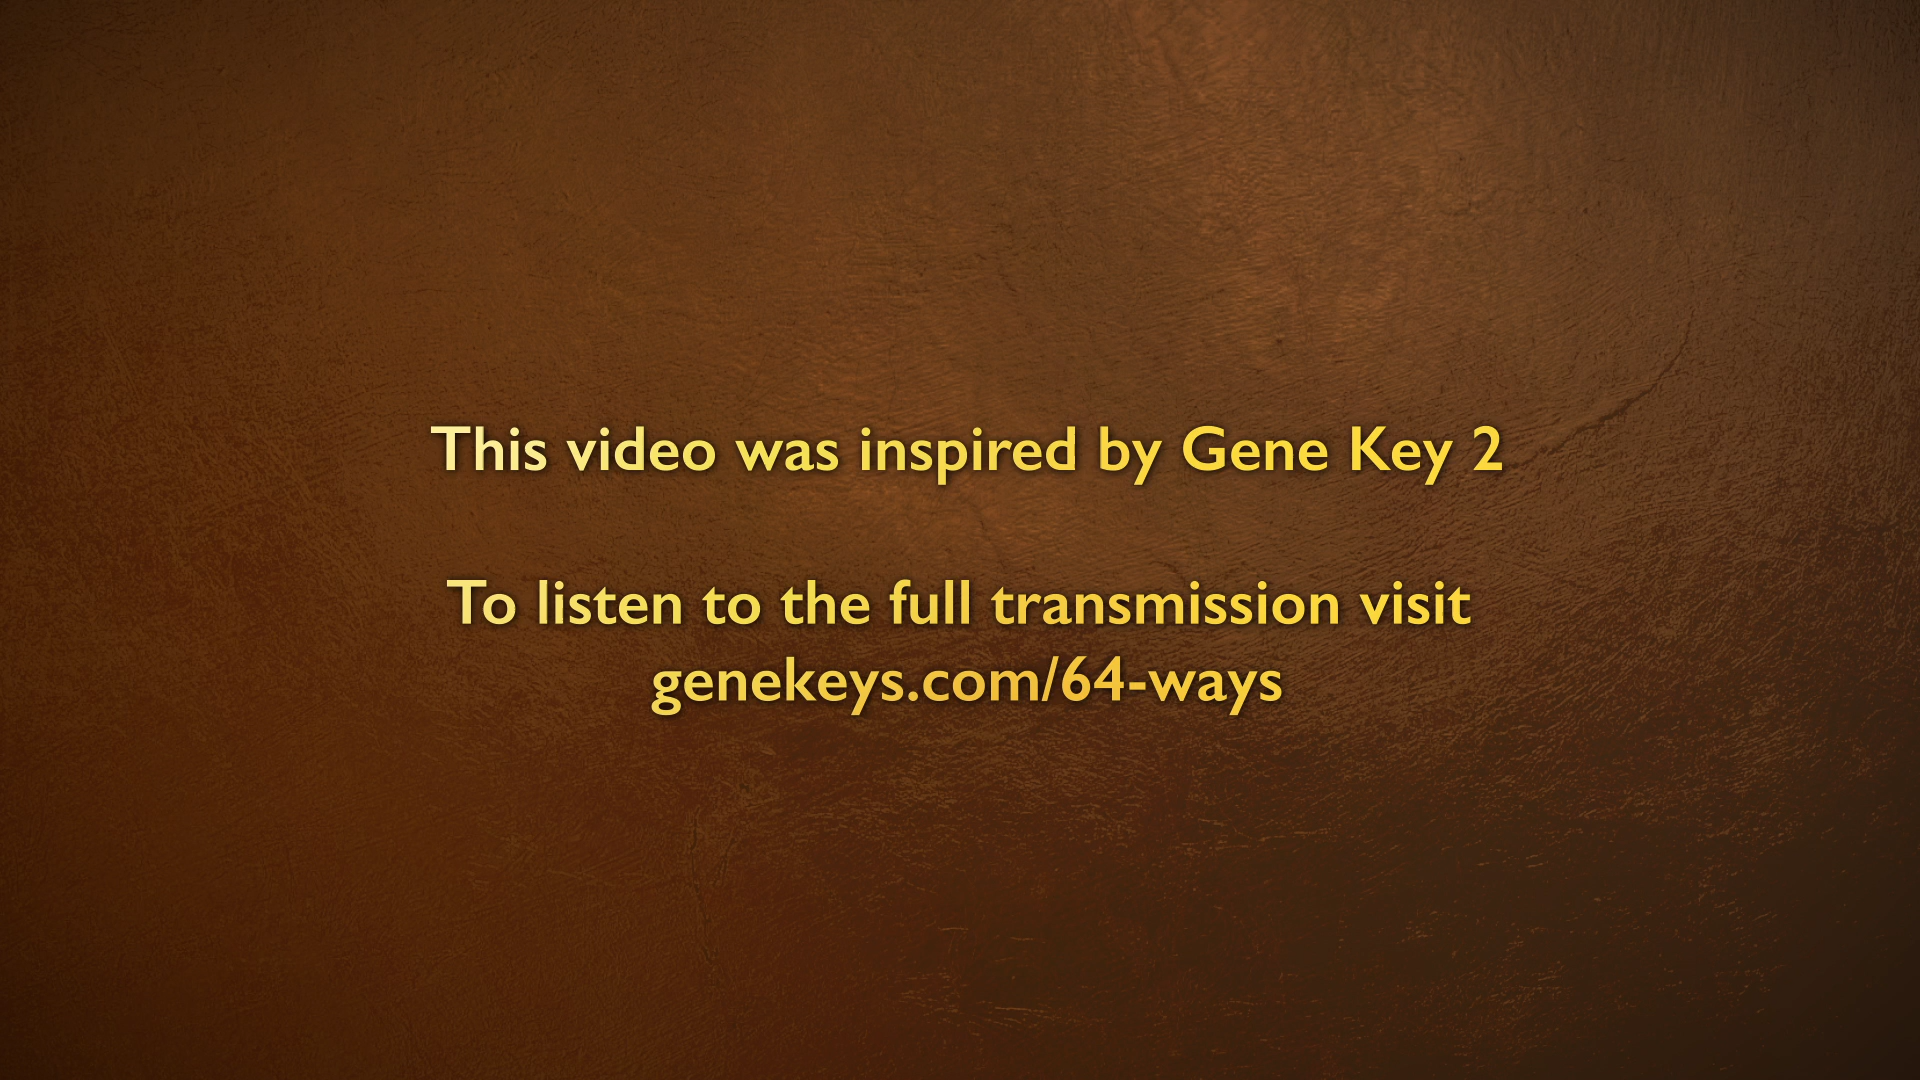 This video was inspired by Gene Key 2
To listen to the full transmission visit
genekeys.com/64-ways